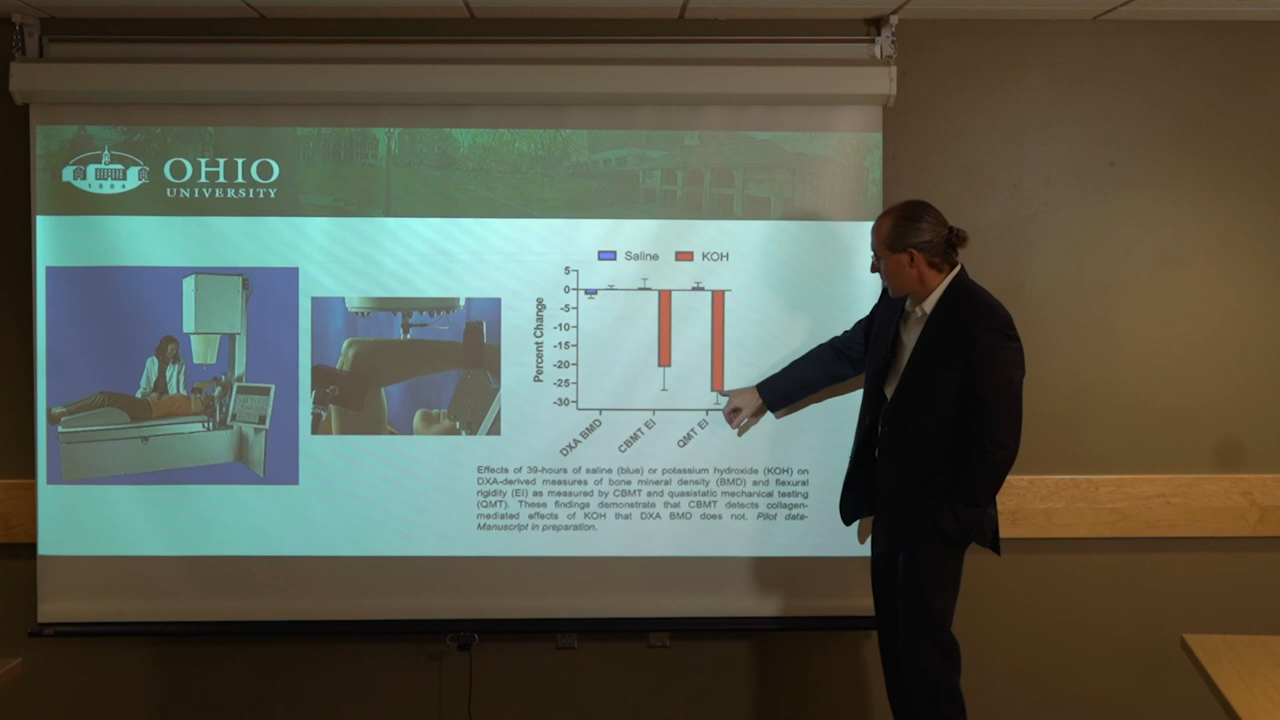 1804
OHIO
UNIVERSITY
Saline KOH
Percent Change
5
0
-5
-10
-15
-20
-25
-30
DXA BMD
CBMT EI
QMT EI
Effects of 39-hours of saline (blue) or potassium hydroxide (KOH) on
DXA-derived measures of bone mineral density (BMD) and flexural
rigidity (EI) as measured by CBMT and quasistatic mechanical testing
(QMT). These findings demonstrate that CBMT detects collagen-
mediated effects of KOH that DXA BMD does not. Pilot data-
Manuscript in preparation.